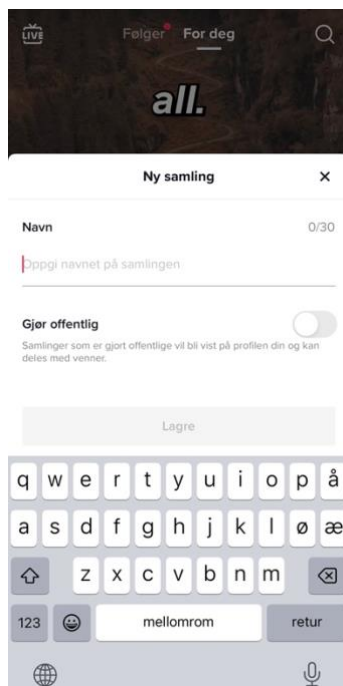 LIVE
Følger For deg
all.
Ny samling
Navn 0/30
Oppgi navnet på samlingen
Gjør offentlig
Samlinger som er gjort offentlige vil bli vist på profilen din og kan
deles med venner.
Lagre
q w e r t y u i o p å
a s d f g h j k l ø æ
z x c v b n m
123 mellomrom retur